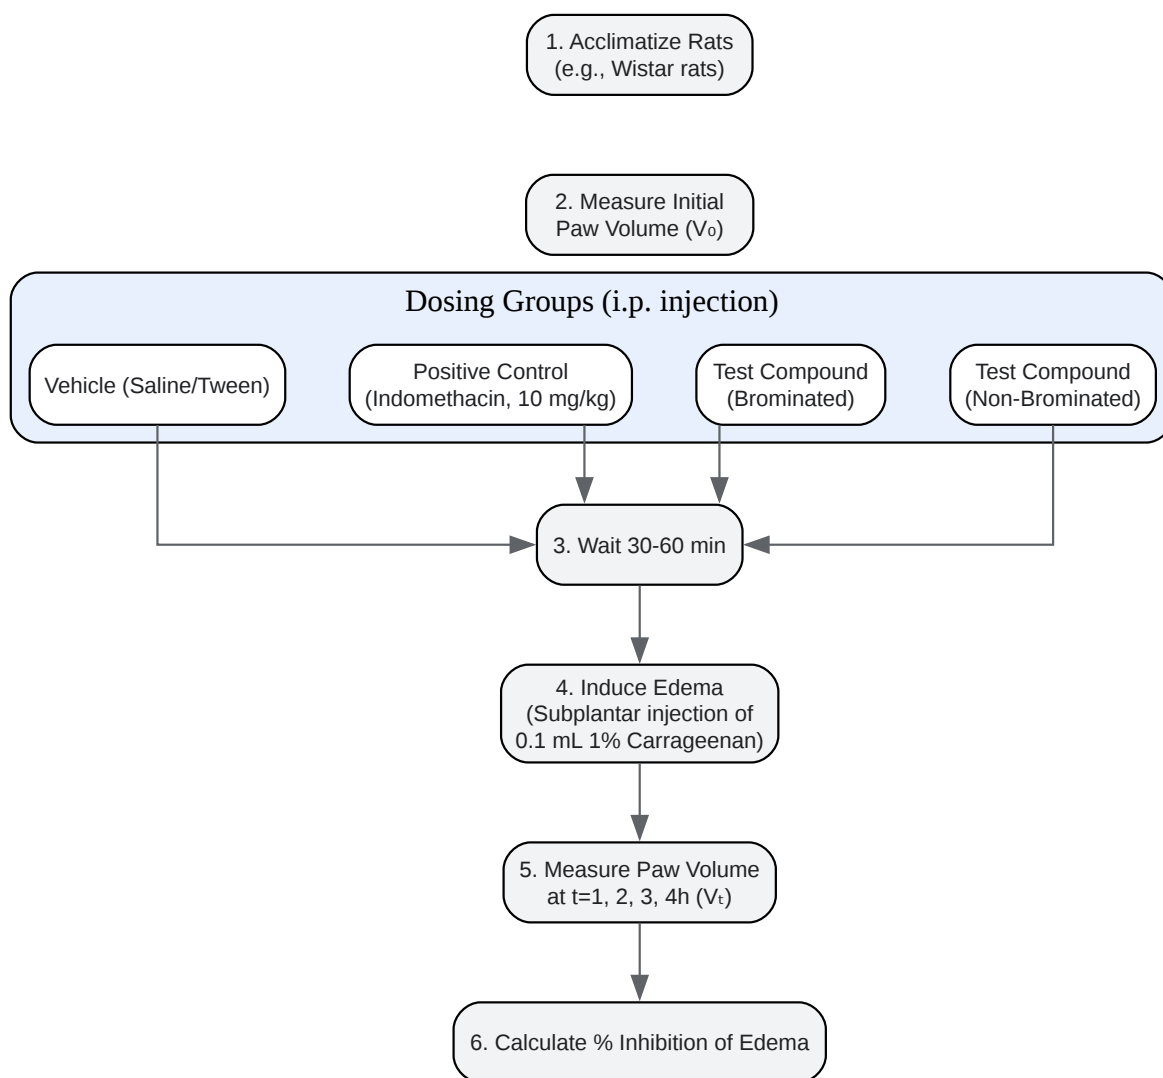 1. Acclimatize Rats
(e.g., Wistar rats)
2. Measure Initial
Paw Volume (V₀)
Dosing Groups (i.p. injection)
Vehicle (Saline/Tween)
Positive Control
(Indomethacin, 10 mg/kg)
Test Compound
(Brominated)
Test Compound
(Non-Brominated)
3. Wait 30-60 min
4. Induce Edema
(Subplantar injection of
0.1 mL 1% Carrageenan)
5. Measure Paw Volume
at t=1, 2, 3, 4h (Vₜ)
6. Calculate % Inhibition of Edema